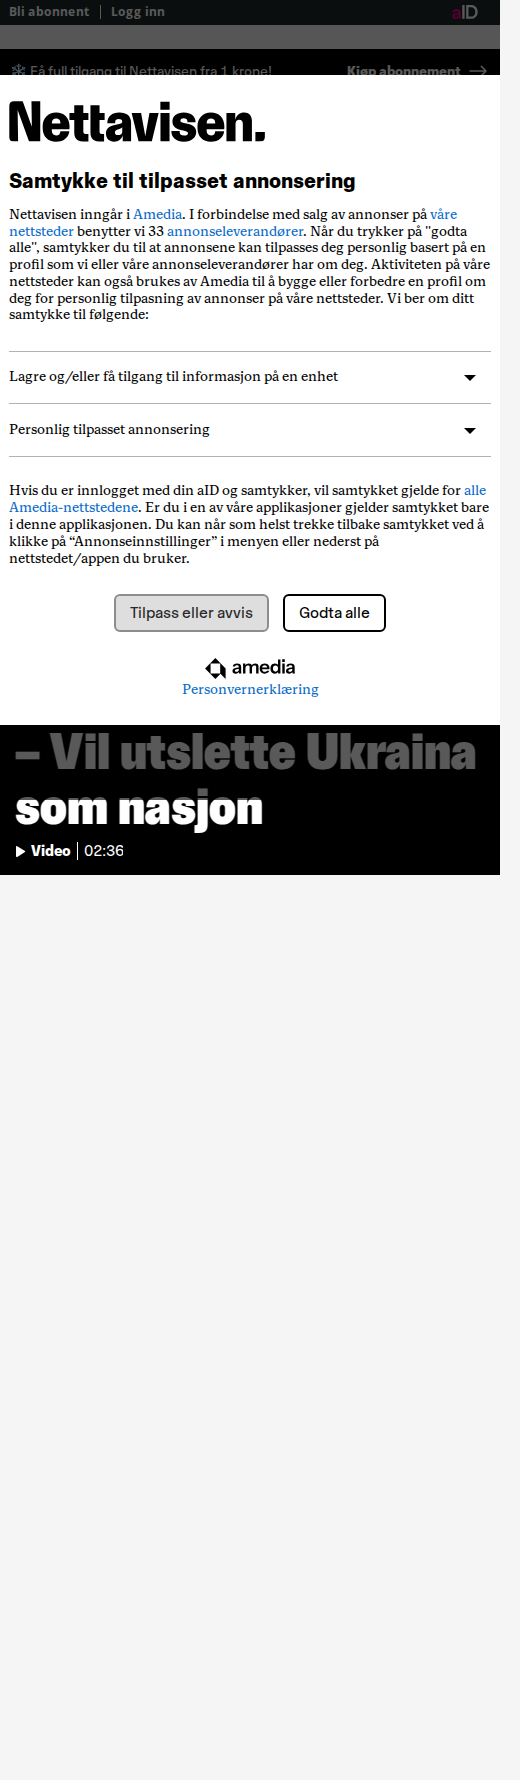 Bli abonnent | Logg inn
aID
Få full tilgang til Nettavisen fra 1 krone!
Kjøp abonnement
Nettavisen.
Samtykke til tilpasset annonsering
Nettavisen inngår i Amedia. I forbindelse med salg av annonser på våre
nettsteder benytter vi 33 annonseleverandører. Når du trykker på "godta
alle", samtykker du til at annonsene kan tilpasses deg personlig basert på en
profil som vi eller våre annonseleverandører har om deg. Aktiviteten på våre
nettsteder kan også brukes av Amedia til å bygge eller forbedre en profil om
deg for personlig tilpasning av annonser på våre nettsteder. Vi ber om ditt
samtykke til følgende:
Lagre og/eller få tilgang til informasjon på en enhet
Personlig tilpasset annonsering
Hvis du er innlogget med din aID og samtykker, vil samtykket gjelde for alle
Amedia-nettstedene. Er du i en av våre applikasjoner gjelder samtykket bare
i denne applikasjonen. Du kan når som helst trekke tilbake samtykket ved å
klikke på “Annonseinnstillinger” i menyen eller nederst på
nettstedet/appen du bruker.
Tilpass eller avvis
Godta alle
amedia
Personvernerklæring
– Vil utslette Ukraina
som nasjon
Video | 02:36